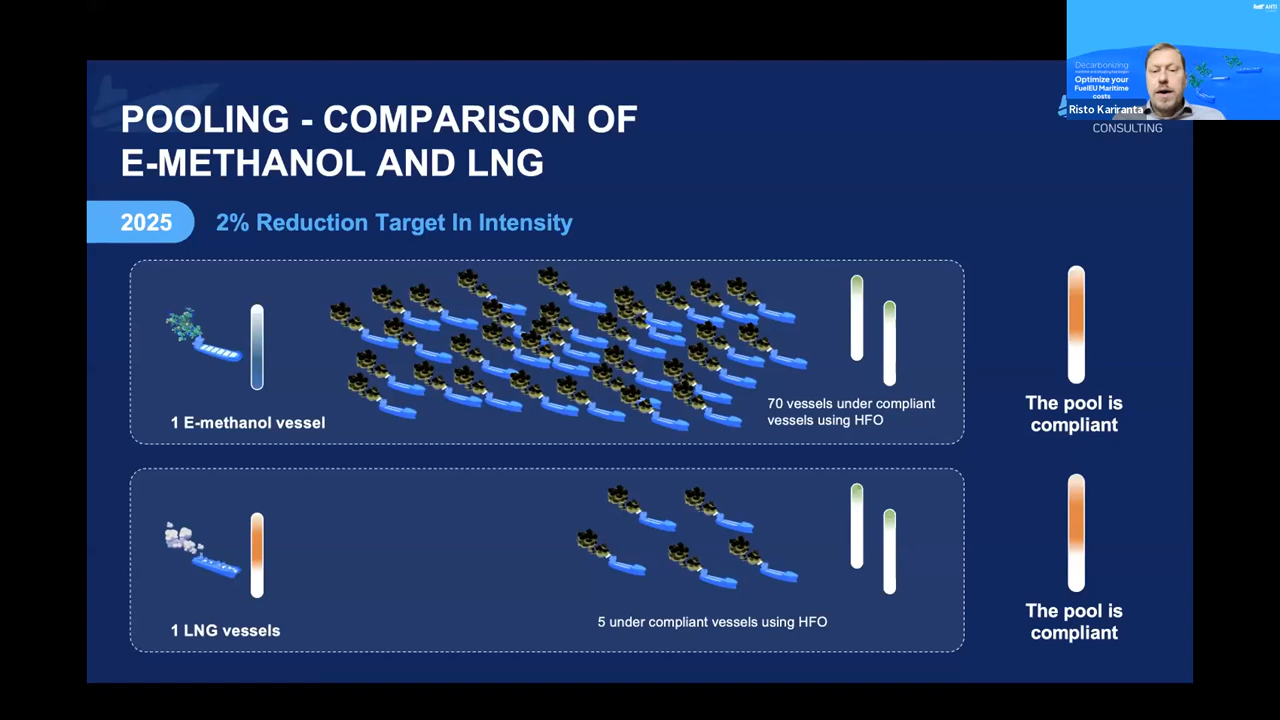 POOLING - COMPARISON OF
E-METHANOL AND LNG
2025
2% Reduction Target In Intensity
1 E-methanol vessel
70 vessels under compliant
vessels using HFO
The pool is
compliant
1 LNG vessels
5 under compliant vessels using HFO
The pool is
compliant
Decarbonizing
Optimize your
FuelEU Maritime
costs
Risto Kariranta
CONSULTING